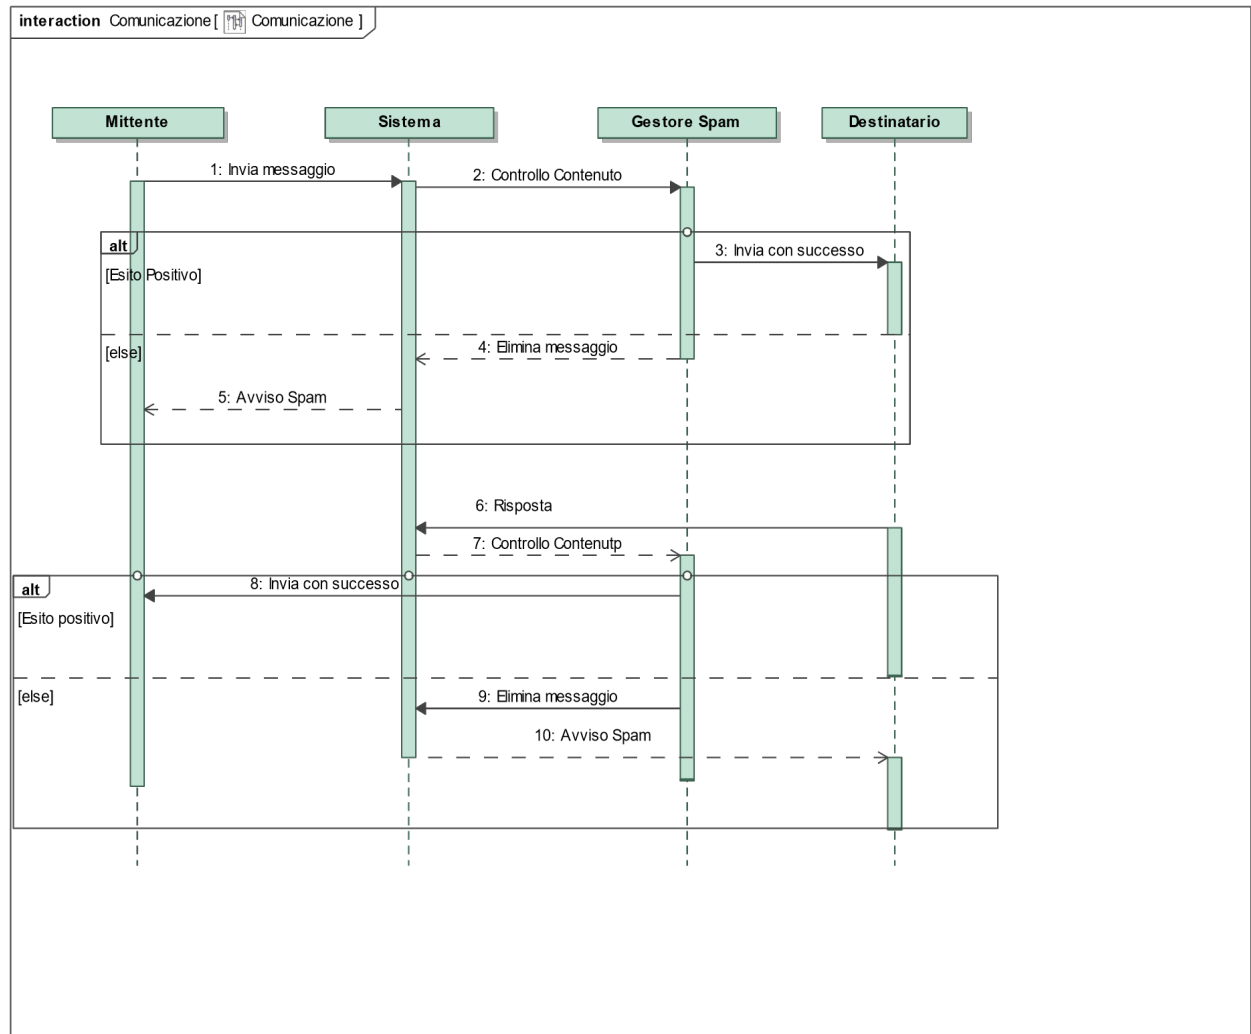 interaction Comunicazione [ Comunicazione ]
Mittente
Sistema
Gestore Spam
Destinatario
1: Invia messaggio
2: Controllo Contenuto
alt
3: Invia con successo
[Esito Positivo]
4: Elimina messaggio
[else]
5: Avviso Spam
6: Risposta
7: Controllo Contenutp
alt
8: Invia con successo
[Esito positivo]
[else]
9: Elimina messaggio
10: Avviso Spam